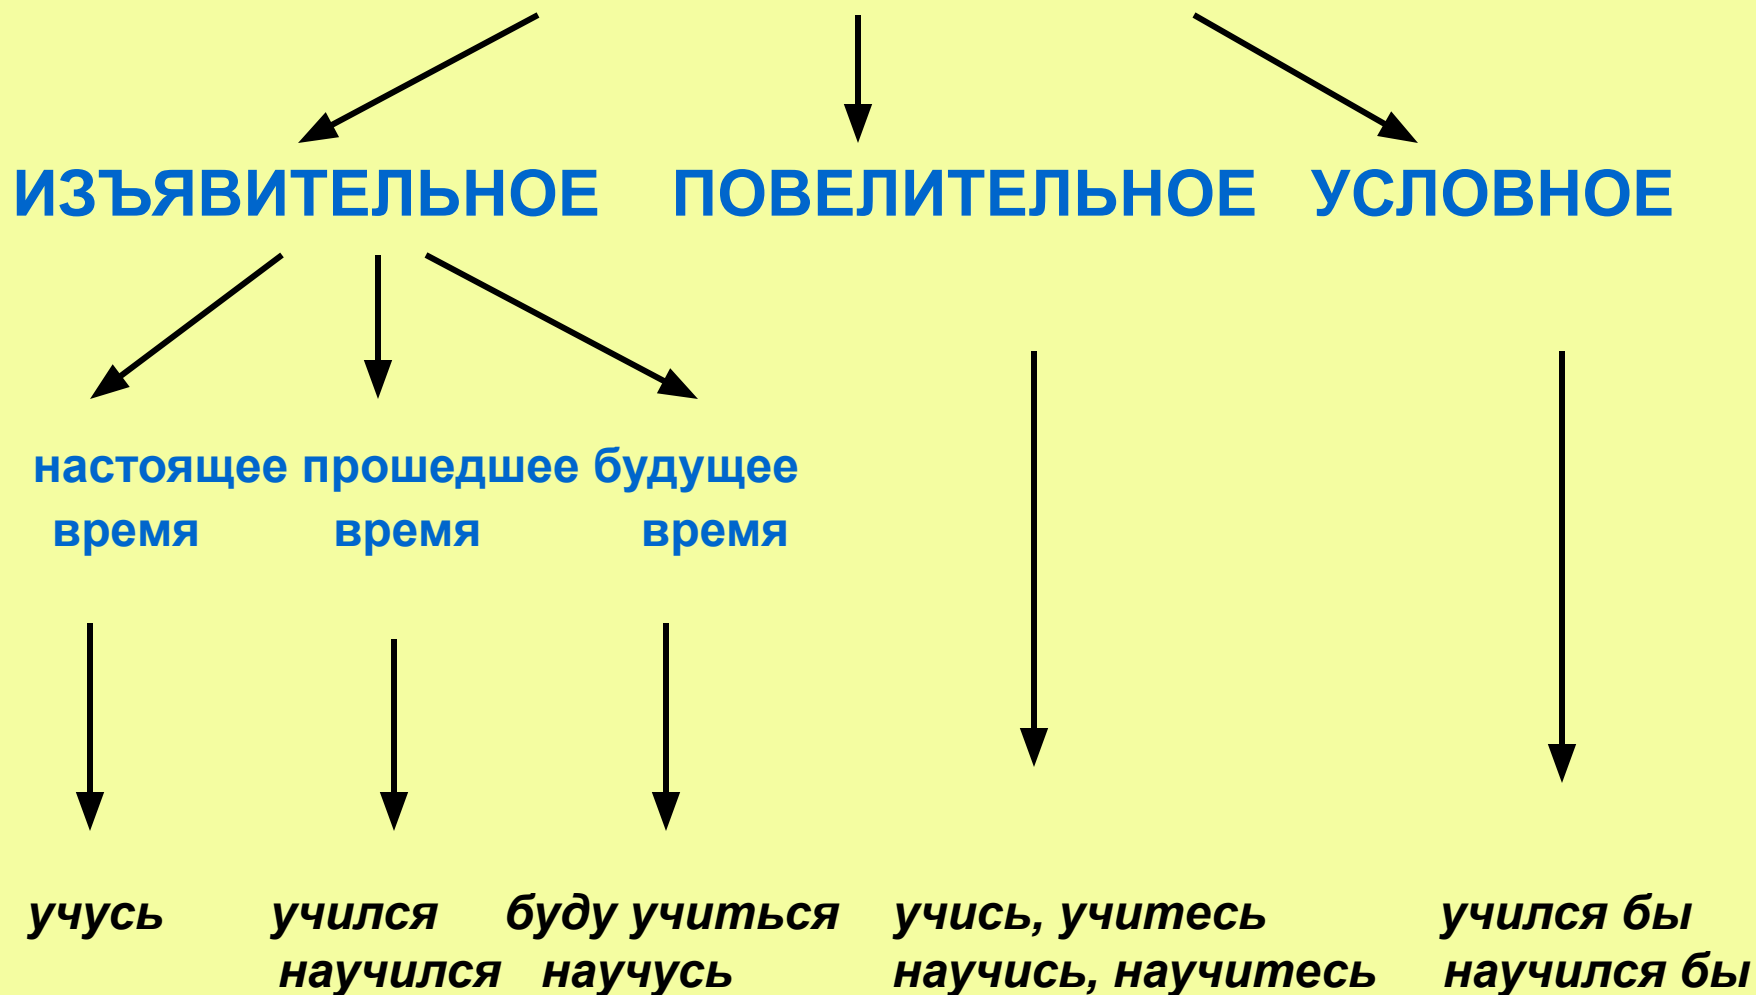 ИЗЪЯВИТЕЛЬНОЕ ПОВЕЛИТЕЛЬНОЕ УСЛОВНОЕ
настоящее прошедшее будущее
время время время
учусь учился буду учиться учись, учитесь учился бы
научился научусь научись, научитесь научился бы